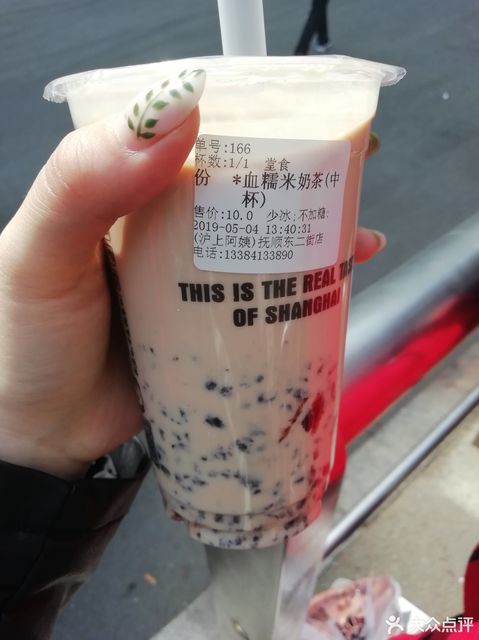 单号:166
杯数:1/1 堂食
份 *血糯米奶茶(中
杯)
售价:10.0 少冰;不加糖;
2019-05-04 13:40:31
(沪上阿姨)抚顺东二街店
电话:13384133890
THIS IS THE REAL TAS
OF SHANGHAI
大众点评